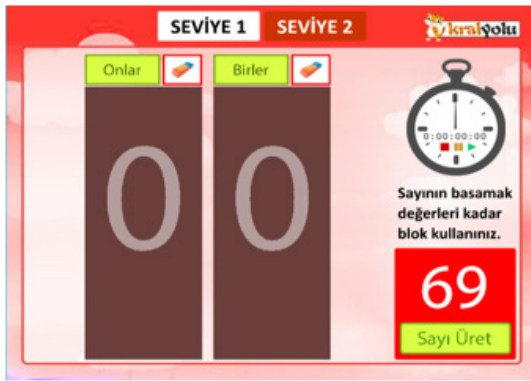 SEVİYE 1 SEVİYE 2
kralyolu
Onlar Birler
0 0
0:00:00:00
Sayının basamak
değerleri kadar
blok kullanınız.
69
Sayı Üret